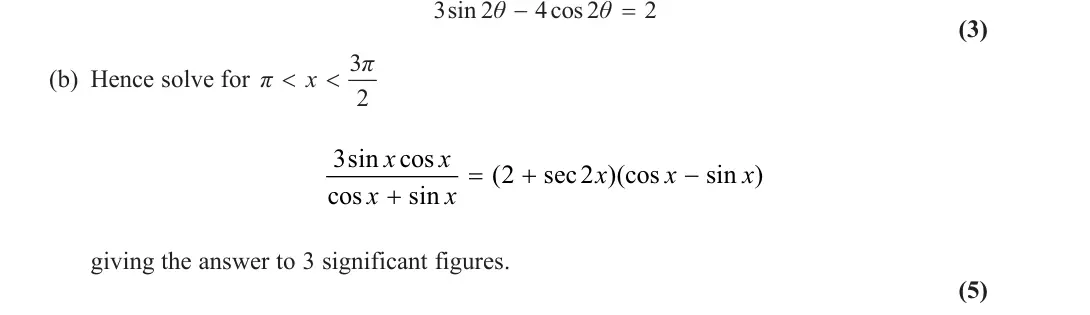 3 sin 2θ − 4 cos 2θ = 2
(3)
(b) Hence solve for π < x < 3π/2
(3 sin x cos x)/(cos x + sin x) = (2 + sec 2x)(cos x − sin x)
giving the answer to 3 significant figures.
(5)